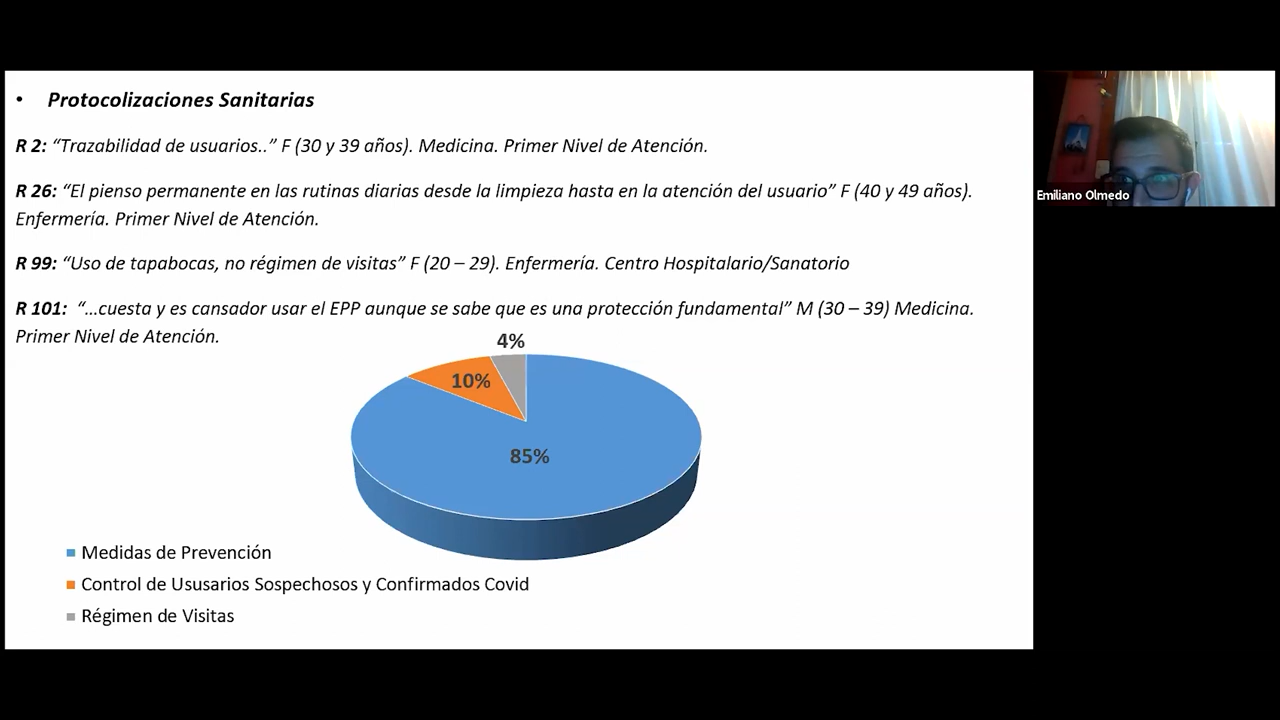 • Protocolizaciones Sanitarias
R 2: “Trazabilidad de usuarios..” F (30 y 39 años). Medicina. Primer Nivel de Atención.
R 26: “El pienso permanente en las rutinas diarias desde la limpieza hasta en la atención del usuario” F (40 y 49 años).
Enfermería. Primer Nivel de Atención.
R 99: “Uso de tapabocas, no régimen de visitas” F (20 – 29). Enfermería. Centro Hospitalario/Sanatorio
R 101: “…cuesta y es cansador usar el EPP aunque se sabe que es una protección fundamental” M (30 – 39) Medicina.
Primer Nivel de Atención.
4%
10%
85%
Medidas de Prevención
Control de Ususarios Sospechosos y Confirmados Covid
Régimen de Visitas
Emiliano Olmedo